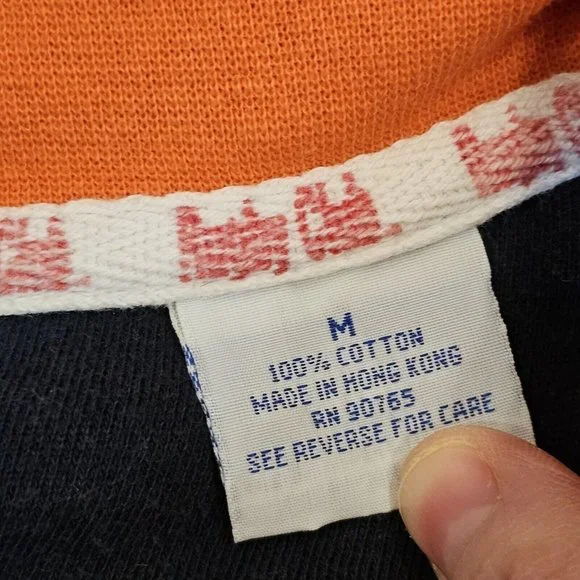 M
100% COTTON
MADE IN HONG KONG
RN 90765
SEE REVERSE FOR CARE